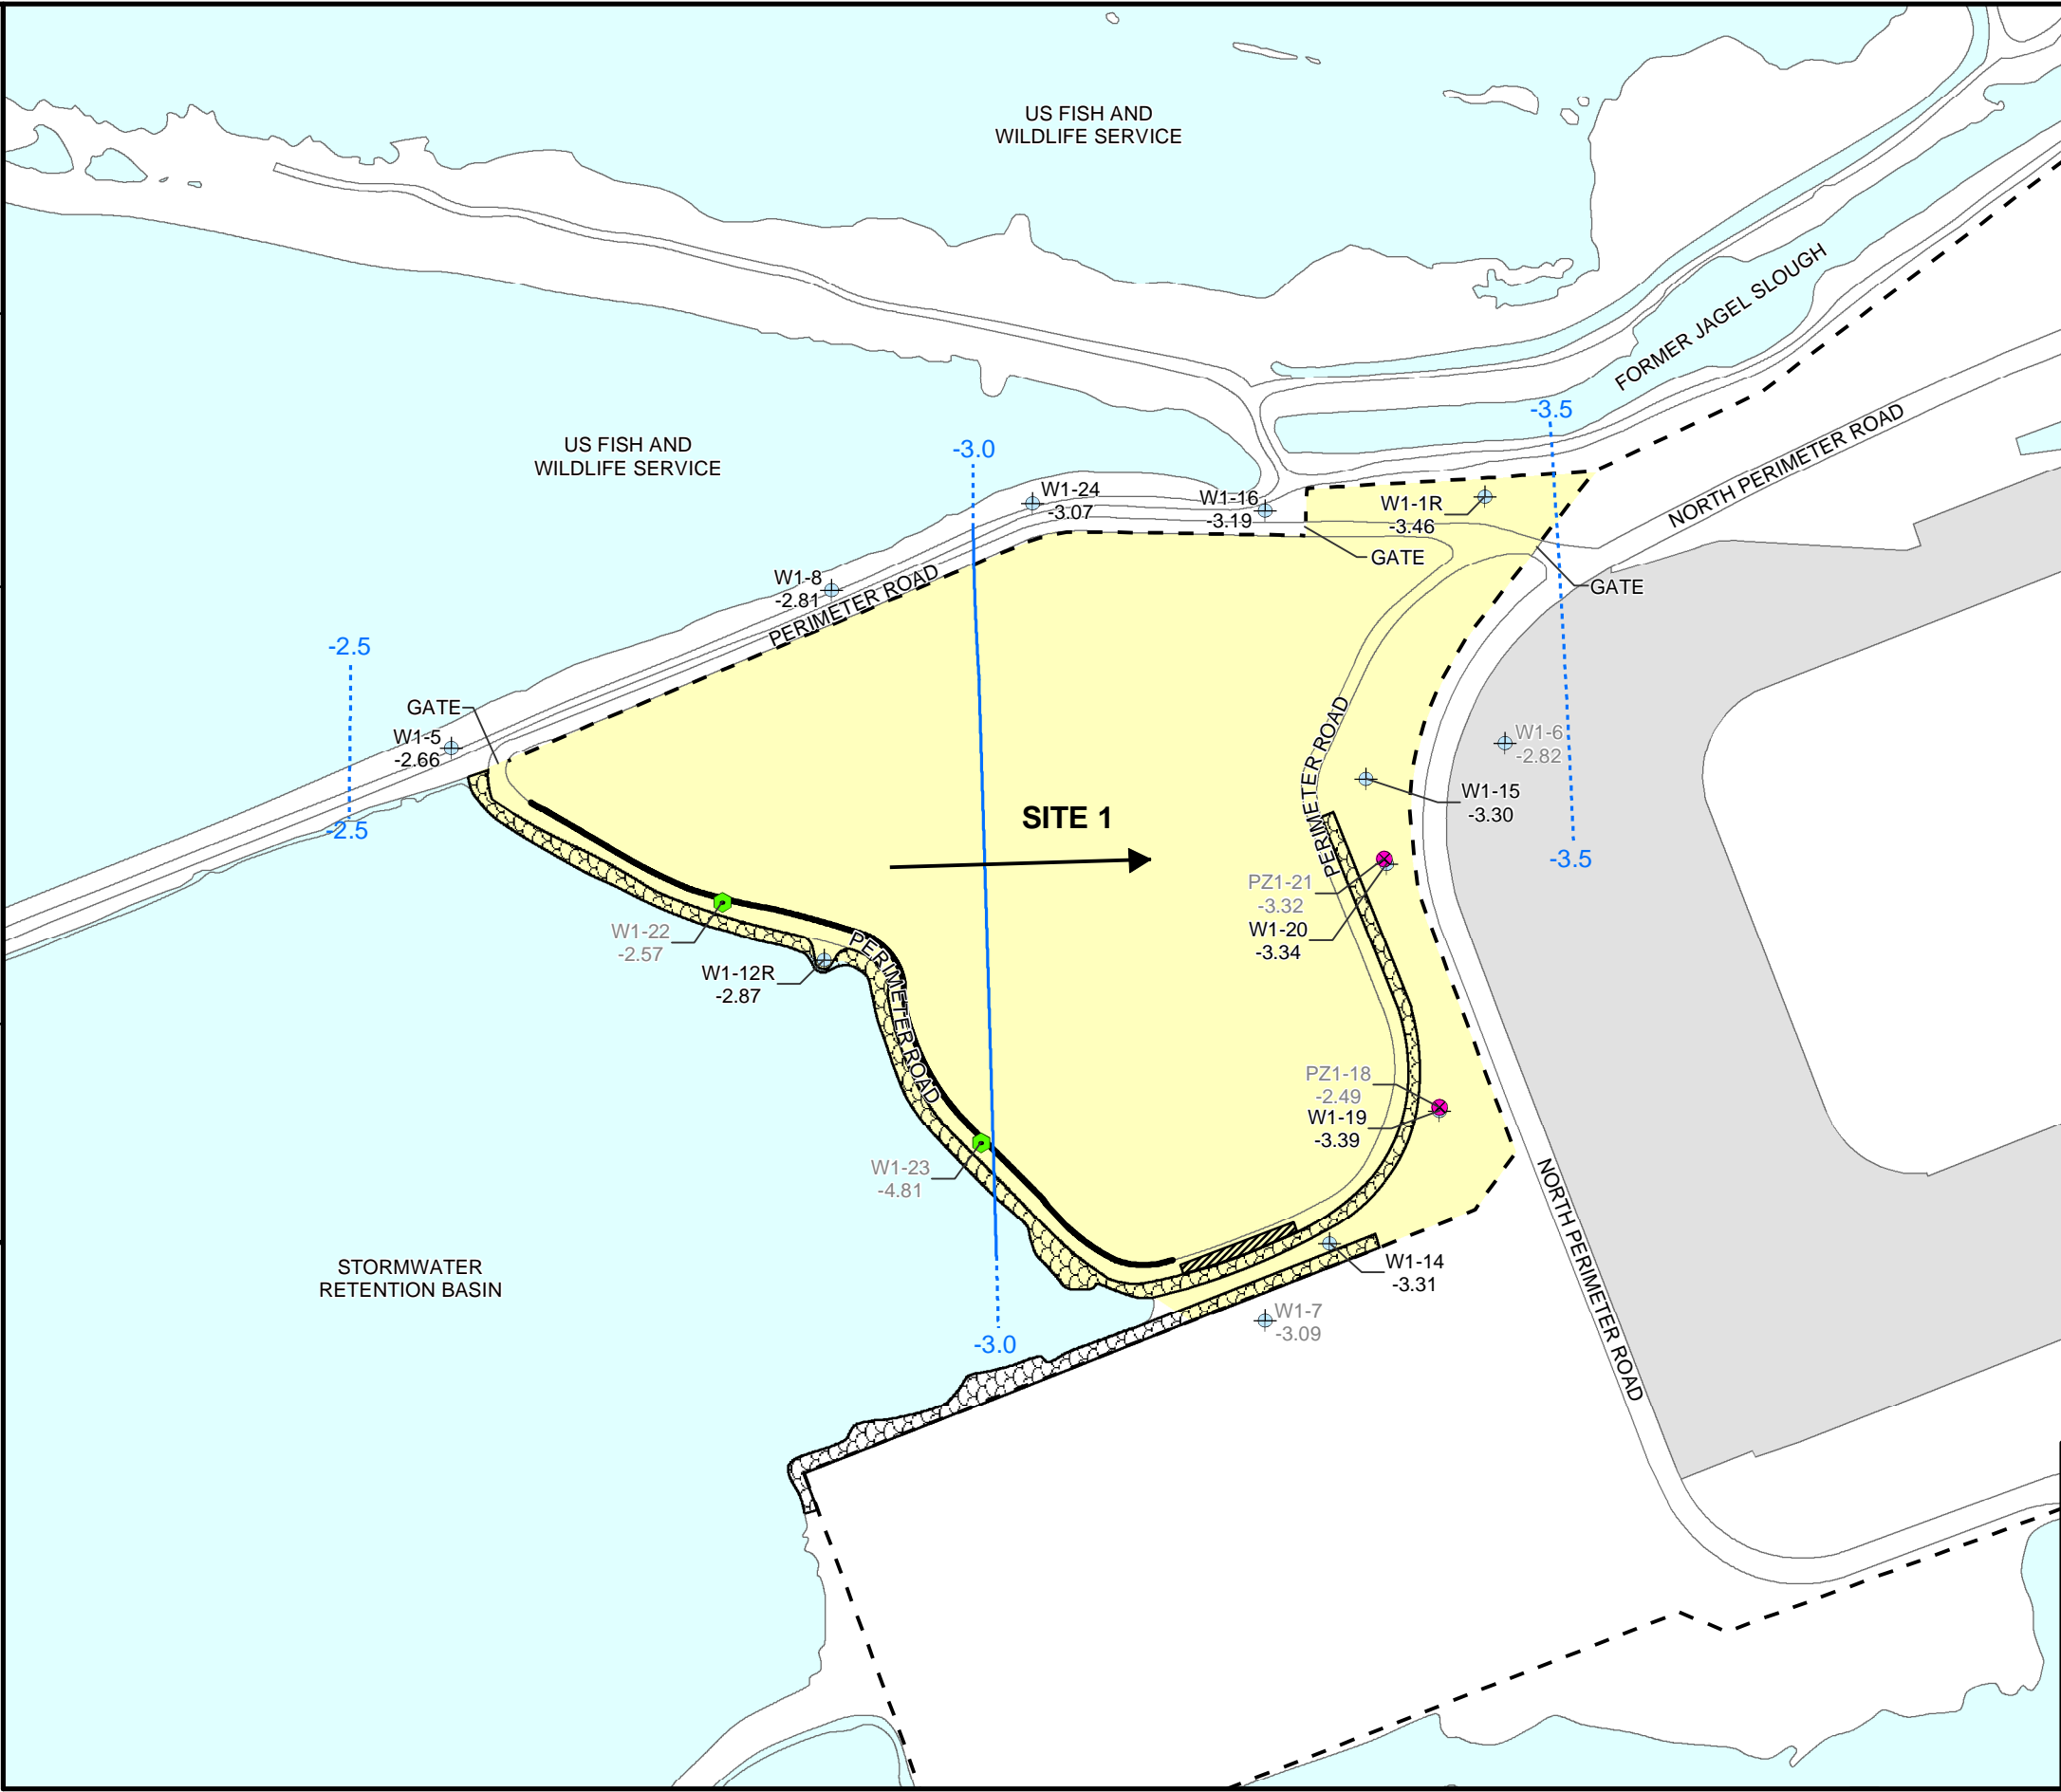 US FISH AND
WILDLIFE SERVICE
FORMER JAGEL SLOUGH
-3.5
NORTH PERIMETER ROAD
US FISH AND
WILDLIFE SERVICE
-3.0
W1-24
-3.07
W1-16
-3.19
W1-1R
-3.46
GATE
GATE
W1-8
-2.81
PERIMETER ROAD
-2.5
GATE
W1-5
-2.66
-2.5
W1-6
-2.82
W1-15
-3.30
PERIMETER ROAD
SITE 1
-3.5
PZ1-21
-3.32
W1-20
-3.34
W1-22
-2.57
W1-12R
-2.87
PERIMETER ROAD
PZ1-18
-2.49
W1-19
-3.39
W1-23
-4.81
NORTH PERIMETER ROAD
STORMWATER
RETENTION BASIN
W1-14
-3.31
W1-7
-3.09
-3.0